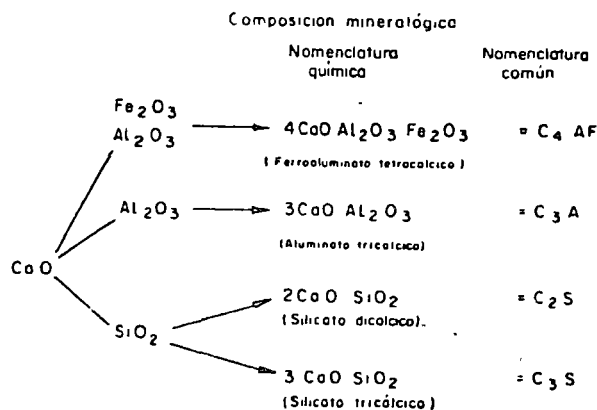 Composicion mineralógica
Nomenclatura química
Nomenclatura común
Fe₂O₃
Al₂O₃
4CaO Al₂O₃ Fe₂O₃
= C₄ AF
(Ferroaluminato tetracalcico)
Al₂O₃
3CaO Al₂O₃
= C₃ A
(Aluminato tricalcico)
CaO
2CaO SiO₂
= C₂ S
(Silicato dicalcico).
SiO₂
3 CaO SiO₂
= C₃ S
(Silicato tricálcico)